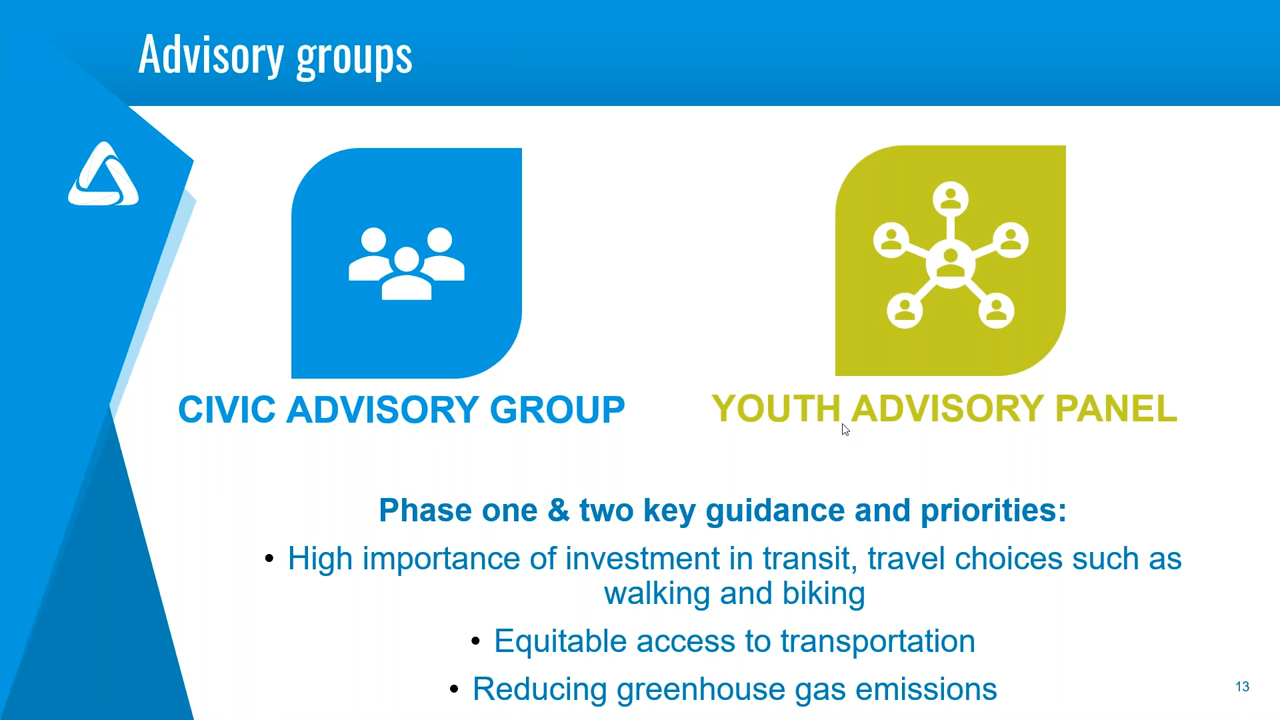 Advisory groups
CIVIC ADVISORY GROUP
YOUTH ADVISORY PANEL
Phase one & two key guidance and priorities:
• High importance of investment in transit, travel choices such as
walking and biking
• Equitable access to transportation
• Reducing greenhouse gas emissions
13